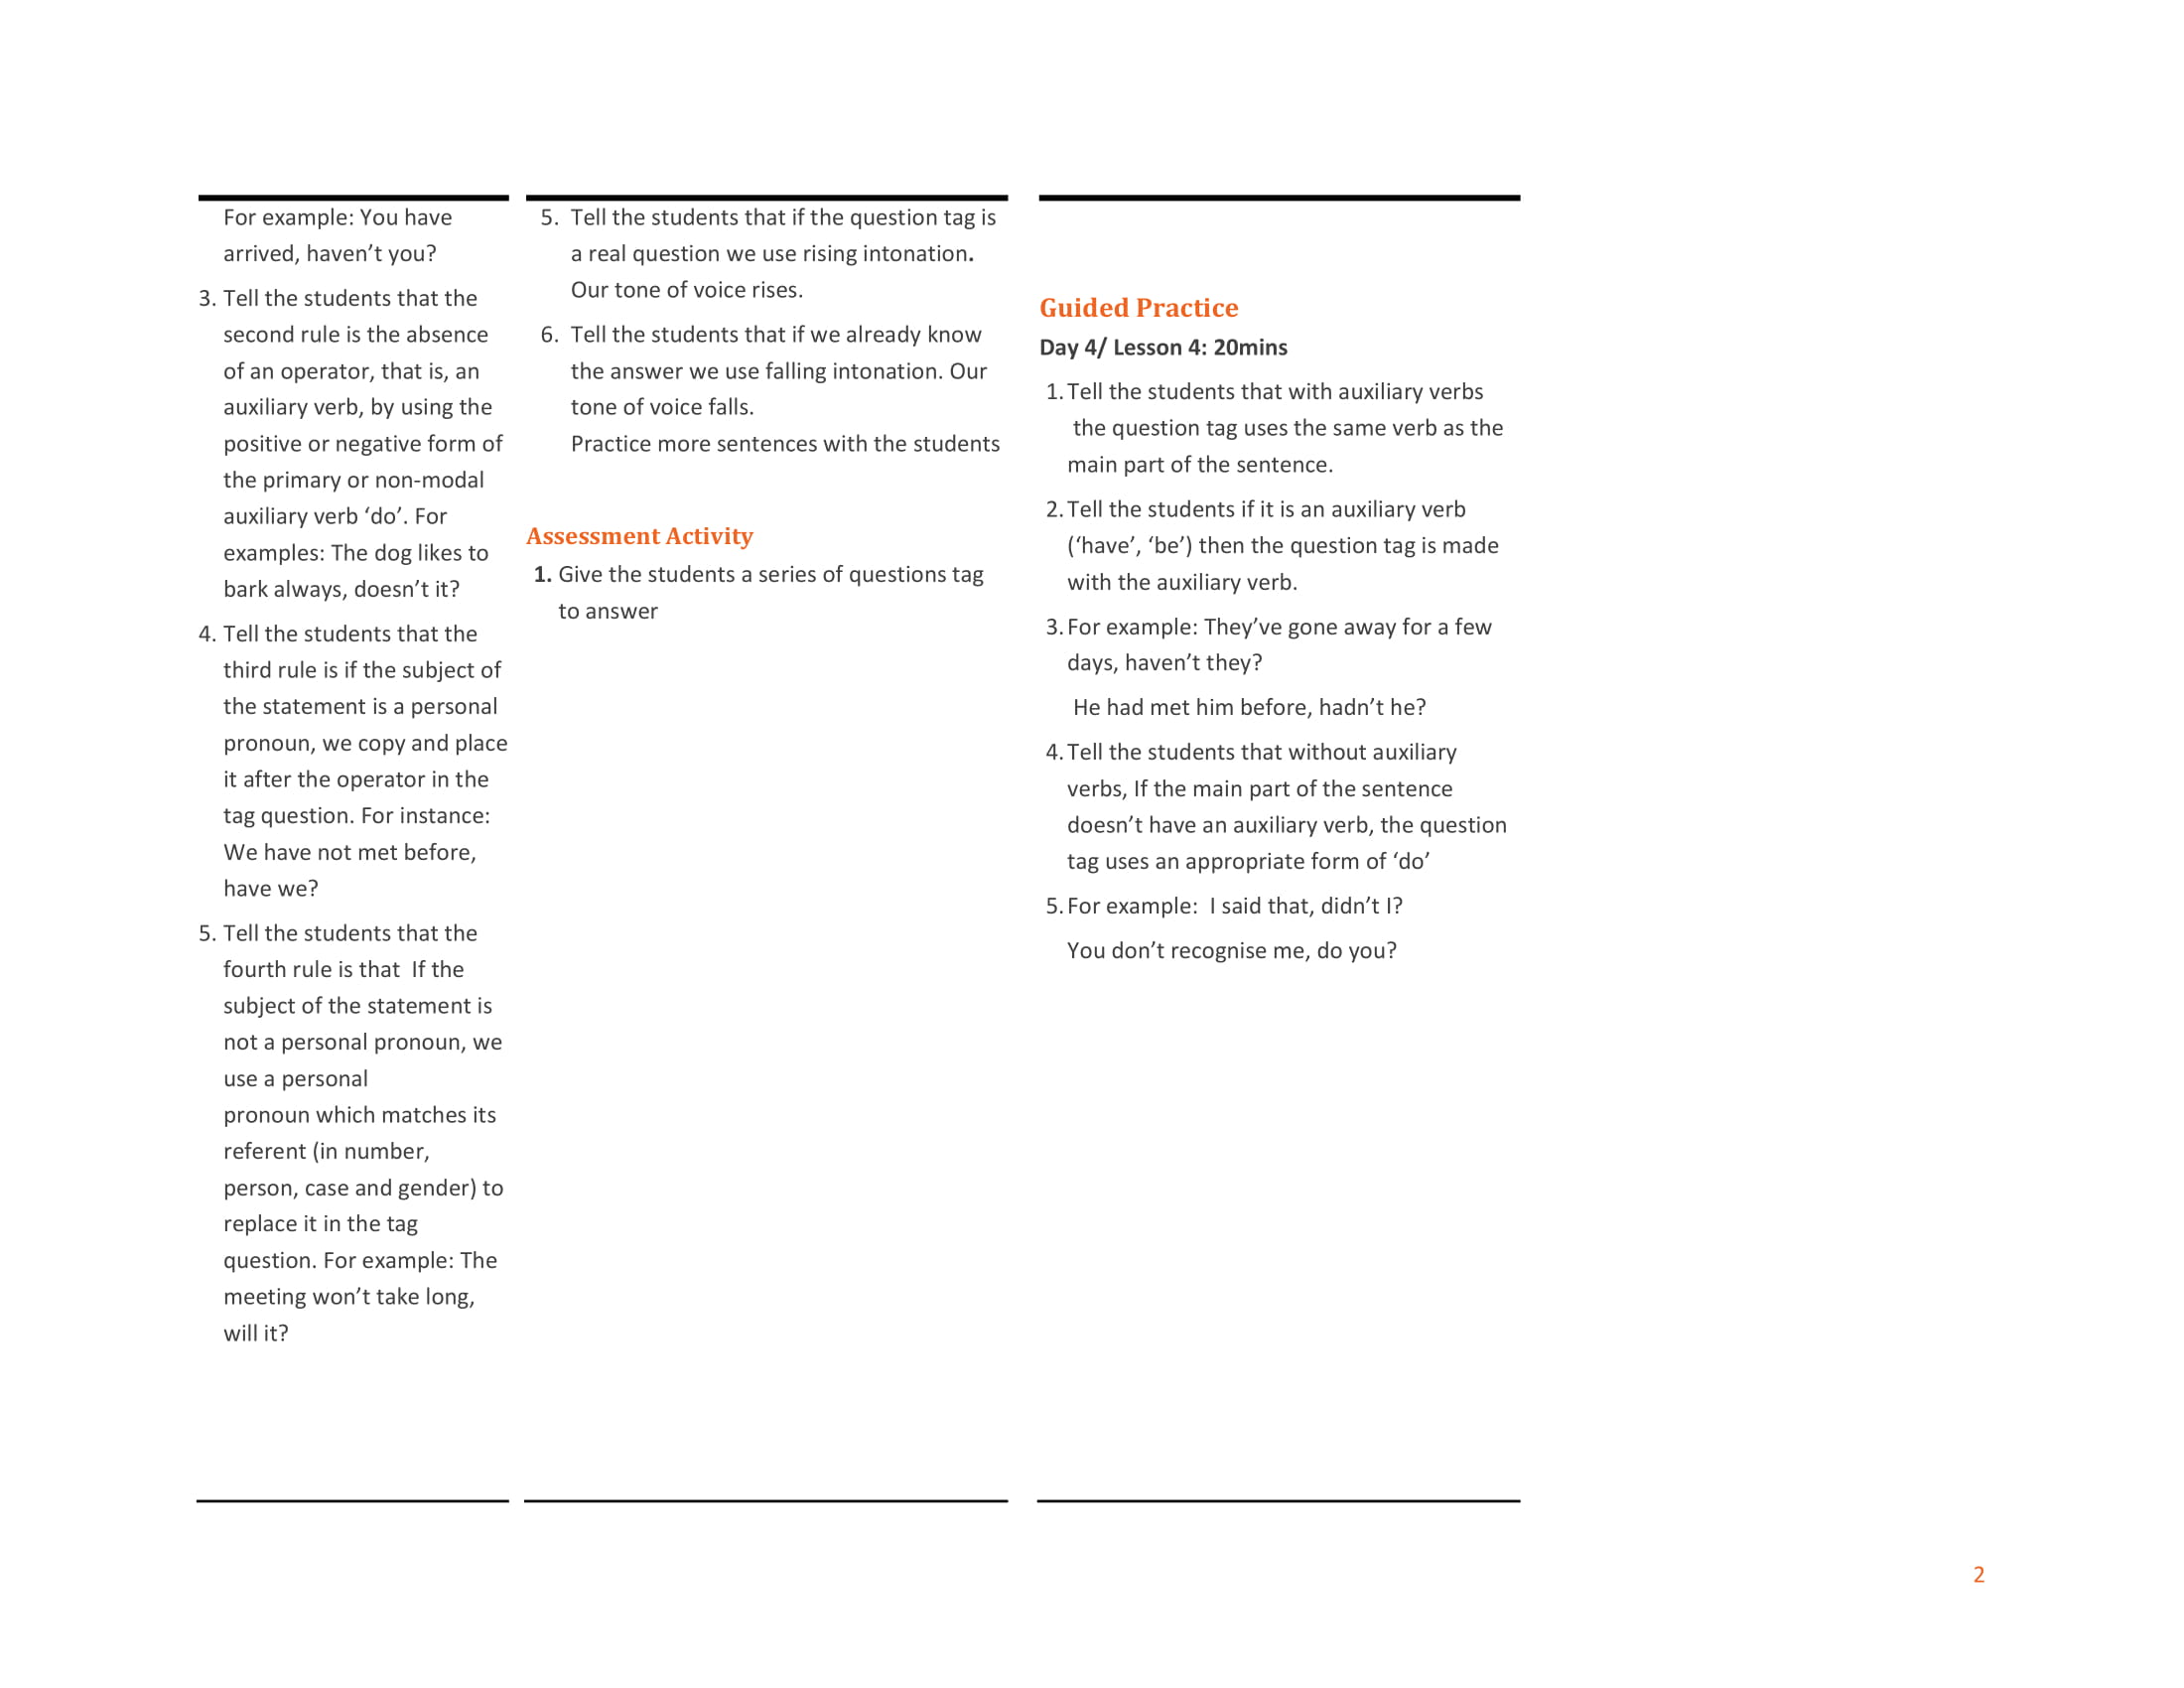 For example: You have
arrived, haven’t you?
3. Tell the students that the
second rule is the absence
of an operator, that is, an
auxiliary verb, by using the
positive or negative form of
the primary or non-modal
auxiliary verb ‘do’. For
examples: The dog likes to
bark always, doesn’t it?
4. Tell the students that the
third rule is if the subject of
the statement is a personal
pronoun, we copy and place
it after the operator in the
tag question. For instance:
We have not met before,
have we?
5. Tell the students that the
fourth rule is that  If the
subject of the statement is
not a personal pronoun, we
use a personal
pronoun which matches its
referent (in number,
person, case and gender) to
replace it in the tag
question. For example: The
meeting won’t take long,
will it?
5. Tell the students that if the question tag is
a real question we use rising intonation.
Our tone of voice rises.
6. Tell the students that if we already know
the answer we use falling intonation. Our
tone of voice falls.
Practice more sentences with the students
Assessment Activity
1. Give the students a series of questions tag
to answer
Guided Practice
Day 4/ Lesson 4: 20mins
1. Tell the students that with auxiliary verbs
the question tag uses the same verb as the
main part of the sentence.
2. Tell the students if it is an auxiliary verb
(‘have’, ‘be’) then the question tag is made
with the auxiliary verb.
3. For example: They’ve gone away for a few
days, haven’t they?
He had met him before, hadn’t he?
4. Tell the students that without auxiliary
verbs, If the main part of the sentence
doesn’t have an auxiliary verb, the question
tag uses an appropriate form of ‘do’
5. For example:  I said that, didn’t I?
You don’t recognise me, do you?
2